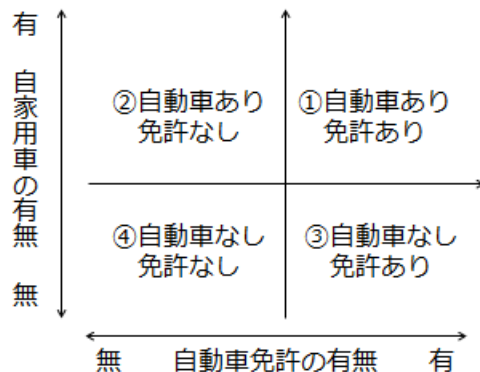 有
自家用車の有無
無
②自動車あり
免許なし
①自動車あり
免許あり
④自動車なし
免許なし
③自動車なし
免許あり
無 自動車免許の有無 有